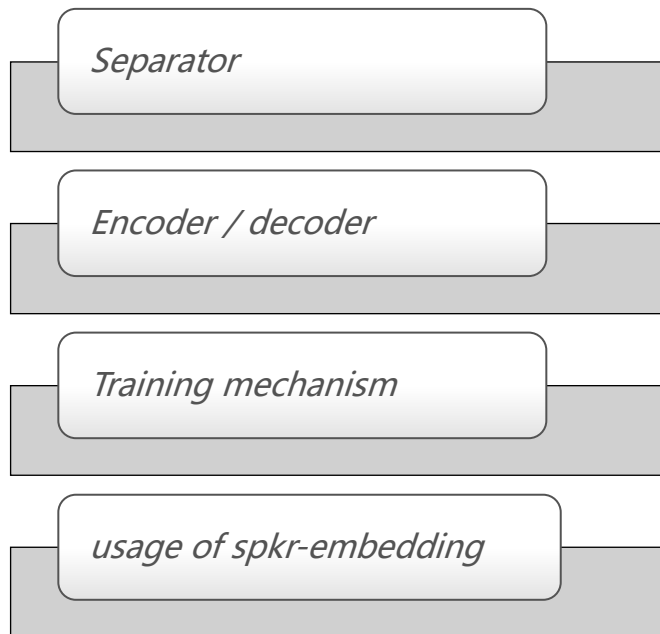 Separator
Encoder / decoder
Training mechanism
usage of spkr-embedding